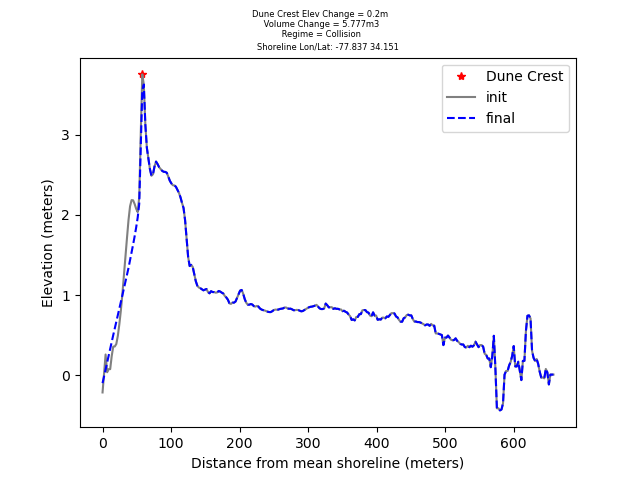 Dune Crest Elev Change = 0.2m
Volume Change = 5.777m3
Regime = Collision
Shoreline Lon/Lat: -77.837 34.151
Dune Crest
init
final
Elevation (meters)
3
2
1
0
0 100 200 300 400 500 600
Distance from mean shoreline (meters)